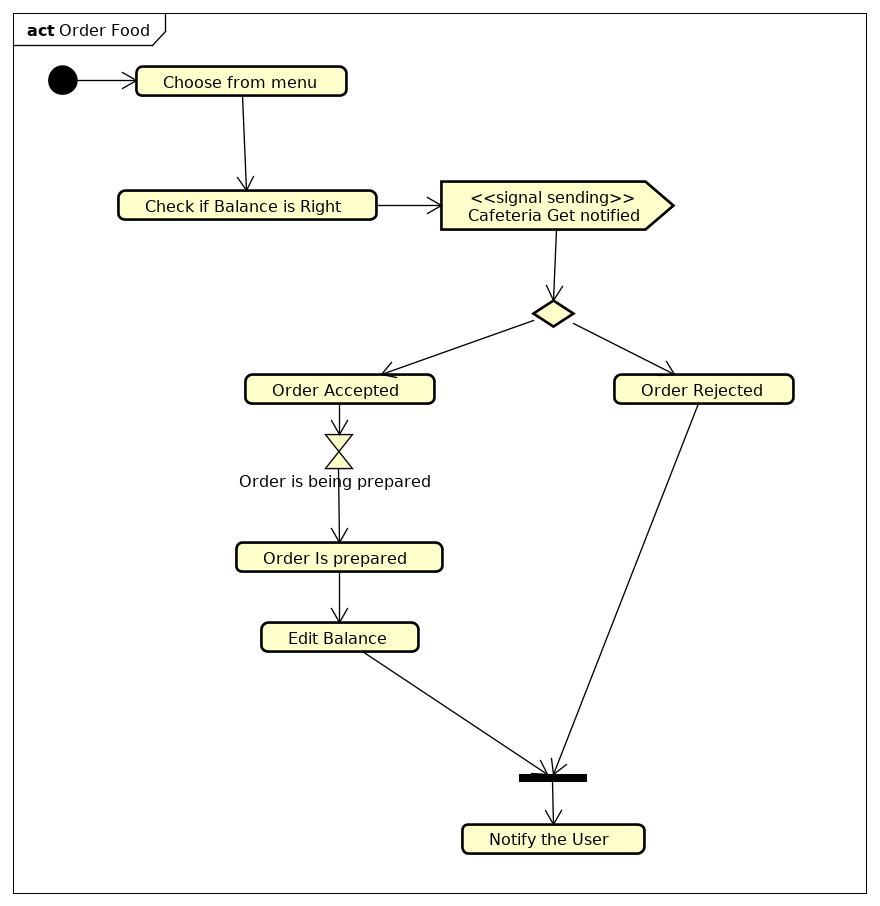 act Order Food
Choose from menu
Check if Balance is Right
<<signal sending>>
Cafeteria Get notified
Order Accepted
Order Rejected
Order is being prepared
Order Is prepared
Edit Balance
Notify the User